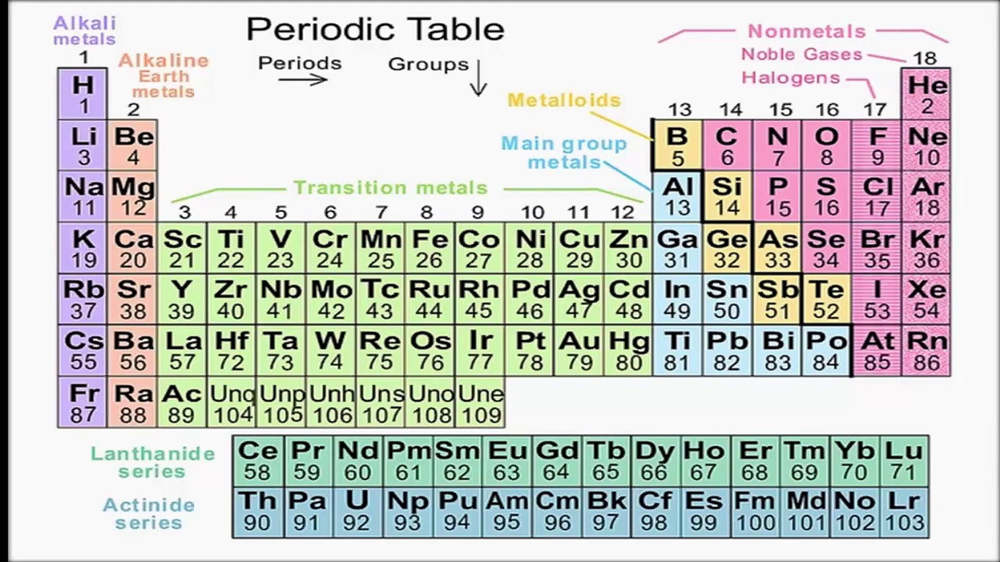 Periodic Table
Alkali
metals
Alkaline
Earth
metals
Periods
Groups
Nonmetals
Noble Gases
Halogens
Metalloids
Main group
metals
Transition metals
1 18
H He
1 2
2 13 14 15 16 17
Li Be B C N O F Ne
3 4 5 6 7 8 9 10
Na Mg Al Si P S Cl Ar
11 12 13 14 15 16 17 18
3 4 5 6 7 8 9 10 11 12
K Ca Sc Ti V Cr Mn Fe Co Ni Cu Zn Ga Ge As Se Br Kr
19 20 21 22 23 24 25 26 27 28 29 30 31 32 33 34 35 36
Rb Sr Y Zr Nb Mo Tc Ru Rh Pd Ag Cd In Sn Sb Te I Xe
37 38 39 40 41 42 43 44 45 46 47 48 49 50 51 52 53 54
Cs Ba La Hf Ta W Re Os Ir Pt Au Hg Ti Pb Bi Po At Rn
55 56 57 72 73 74 75 76 77 78 79 80 81 82 83 84 85 86
Fr Ra Ac Unq Unp Unh Uns Uno Une
87 88 89 104 105 106 107 108 109
Lanthanide
series
Ce Pr Nd Pm Sm Eu Gd Tb Dy Ho Er Tm Yb Lu
58 59 60 61 62 63 64 65 66 67 68 69 70 71
Actinide
series
Th Pa U Np Pu Am Cm Bk Cf Es Fm Md No Lr
90 91 92 93 94 95 96 97 98 99 100 101 102 103